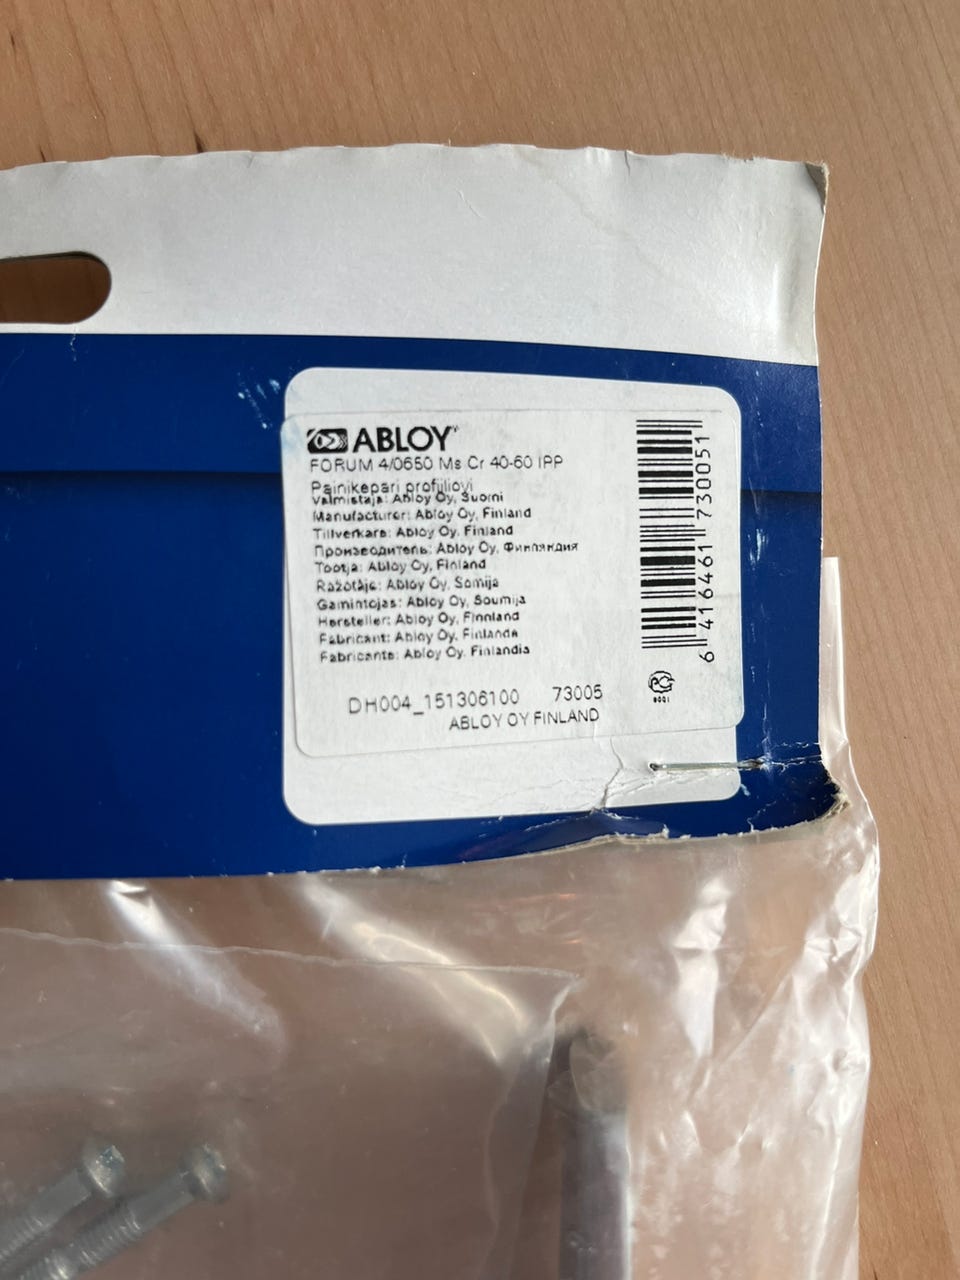 ABLOY
FORUM 4/0650 Ms Cr 40-60 IPP
Painikepari profiiliovi
Valmistaja: Abloy Oy, Suomi
Manufacturer: Abloy Oy, Finland
Tillverkare: Abloy Oy, Finland
Производитель: Abloy Oy, Финляндия
Tootja: Abloy Oy, Finland
Ražotājs: Abloy Oy, Somija
Gamintojas: Abloy Oy, Soumija
Hersteller: Abloy Oy, Finnland
Fabricant: Abloy Oy, Finlande
Fabricante: Abloy Oy, Finlandia
DH004_151306100 73005
ABLOY OY FINLAND
6 416461 730051